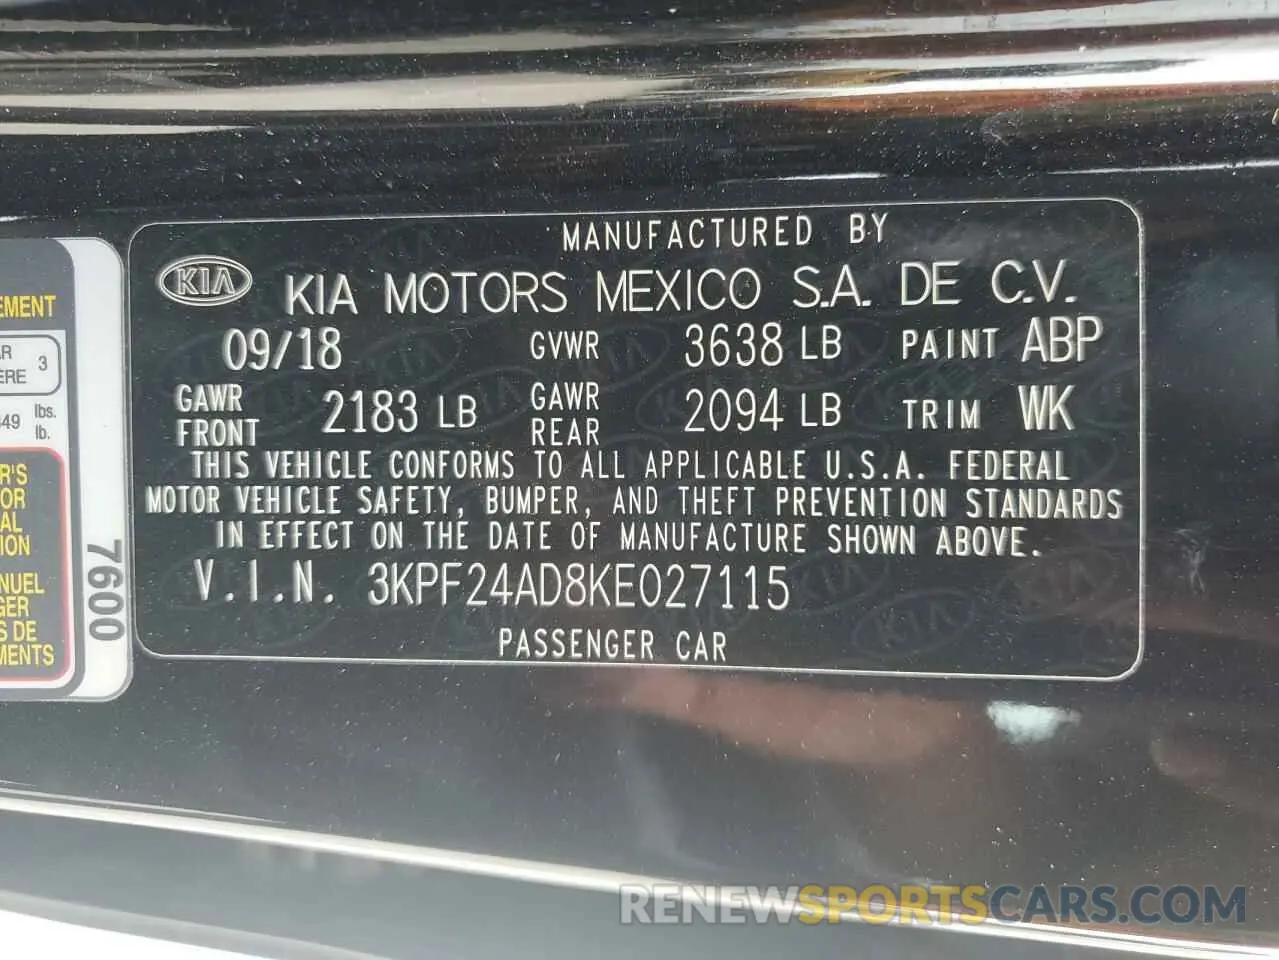 MANUFACTURED BY
KIA KIA MOTORS MEXICO S.A. DE C.V.
09/18 GVWR 3638 LB PAINT ABP
GAWR FRONT 2183 LB GAWR REAR 2094 LB TRIM WK
THIS VEHICLE CONFORMS TO ALL APPLICABLE U.S.A. FEDERAL
MOTOR VEHICLE SAFETY, BUMPER, AND THEFT PREVENTION STANDARDS
IN EFFECT ON THE DATE OF MANUFACTURE SHOWN ABOVE.
V.I.N. 3KPF24AD8KE027115
PASSENGER CAR
3
lbs.
lb.
DE
7600
RENEWSPORTSCARS.COM